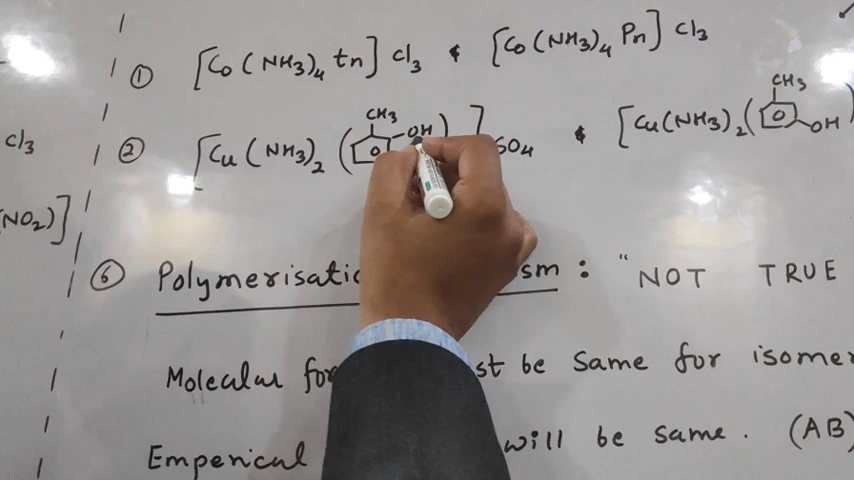 ① [Co(NH3)4 tn] Cl3 & [Co(NH3)4 Pn] Cl3
CH3 CH3
② [Cu(NH3)2 ( OH) ] SO4 & [Cu(NH3)2 ( OH)
Cl3
(NO2)]
⑥ Polymerisatio sm : "NOT TRUE
Molecular for st be same for isomer
Emperical will be same. (AB)